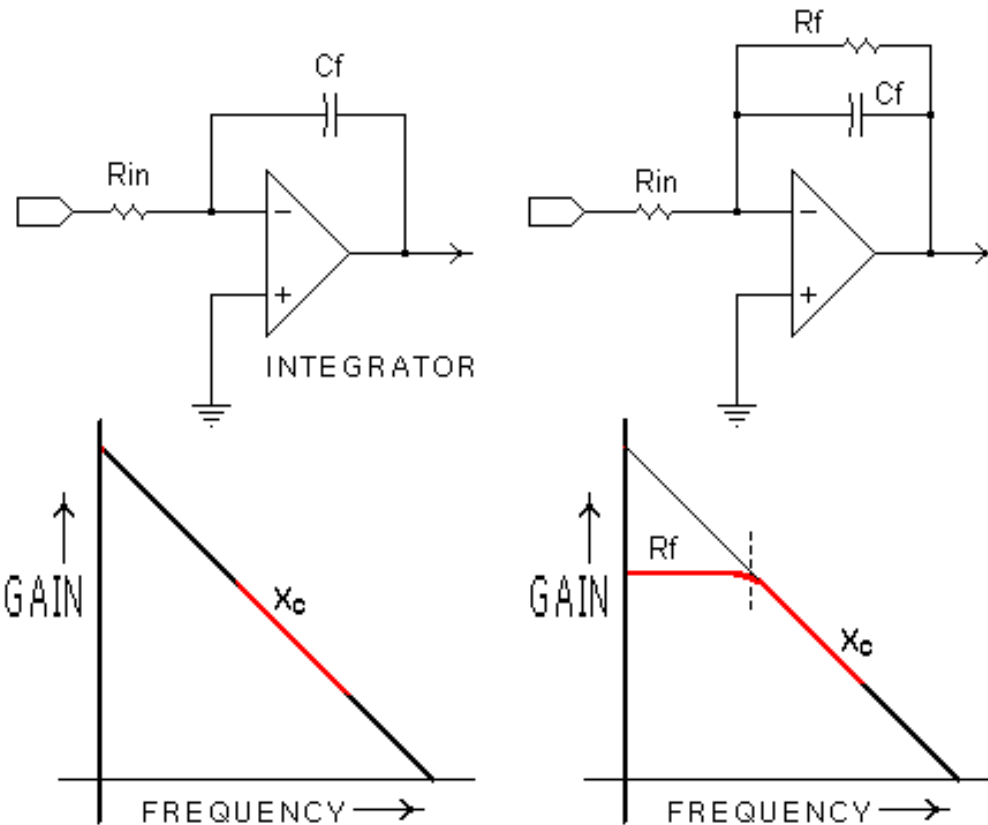 Rf
Cf
Cf
Rin
Rin
−
−
+
+
INTEGRATOR
Rf
GAIN
Xc
GAIN
Xc
FREQUENCY
FREQUENCY